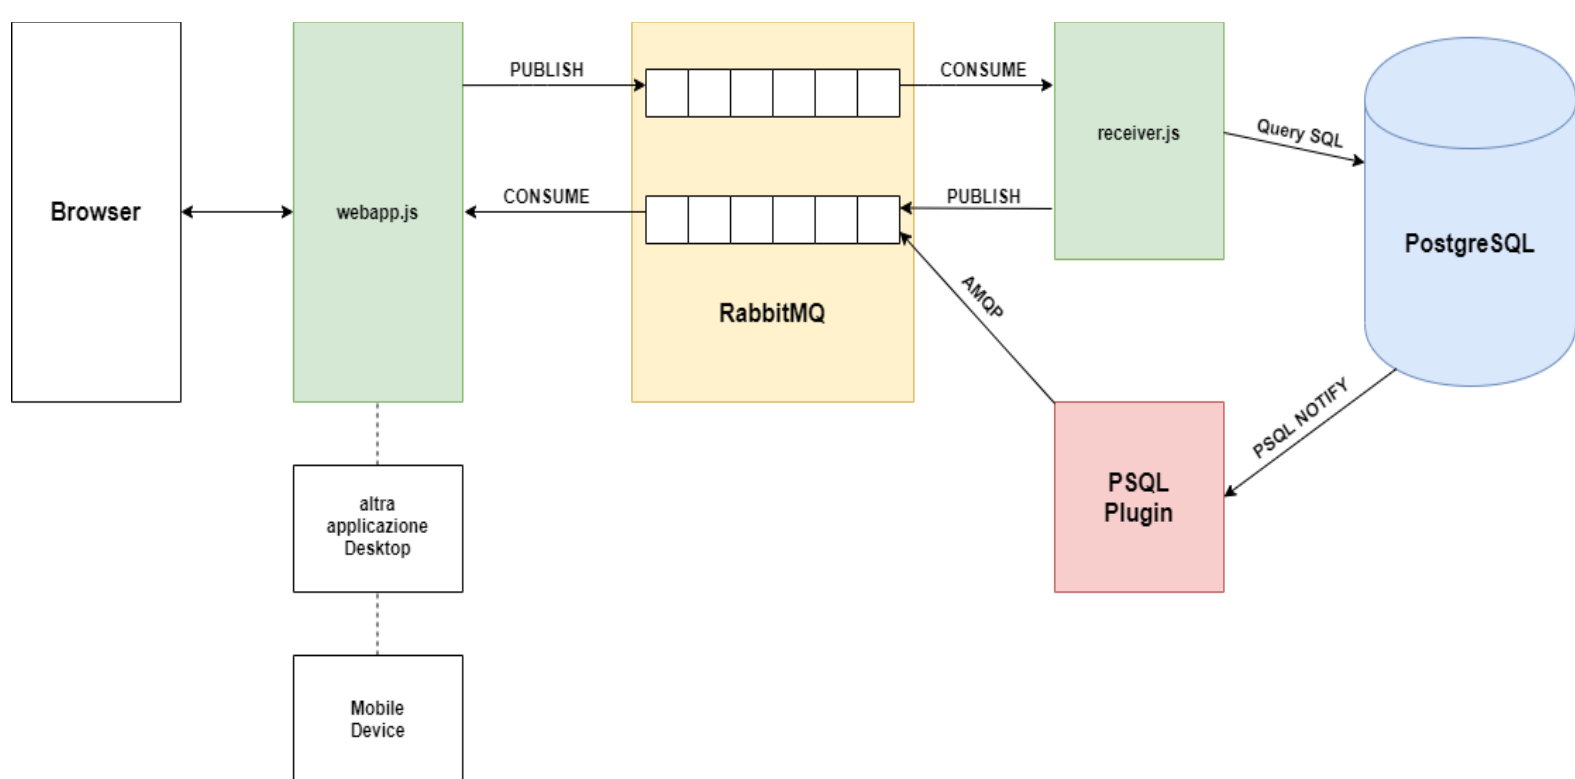 PUBLISH
CONSUME
Browser
webapp.js
CONSUME
RabbitMQ
PUBLISH
receiver.js
Query SQL
PostgreSQL
AMQP
PSQL NOTIFY
PSQL
Plugin
altra
applicazione
Desktop
Mobile
Device